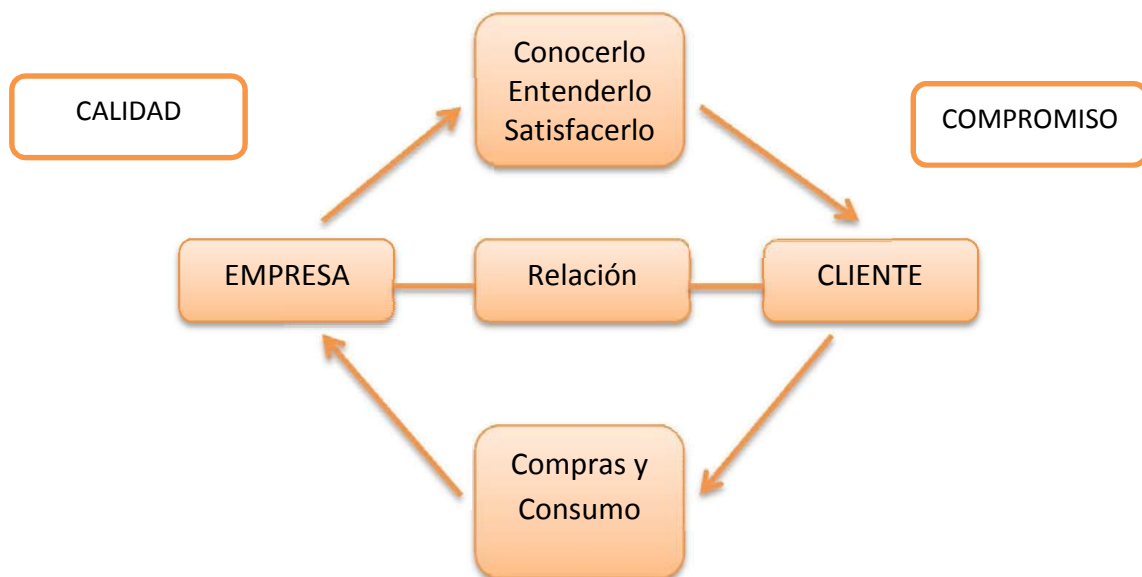 Conocerlo
Entenderlo
Satisfacerlo
CALIDAD
COMPROMISO
EMPRESA
Relación
CLIENTE
Compras y
Consumo